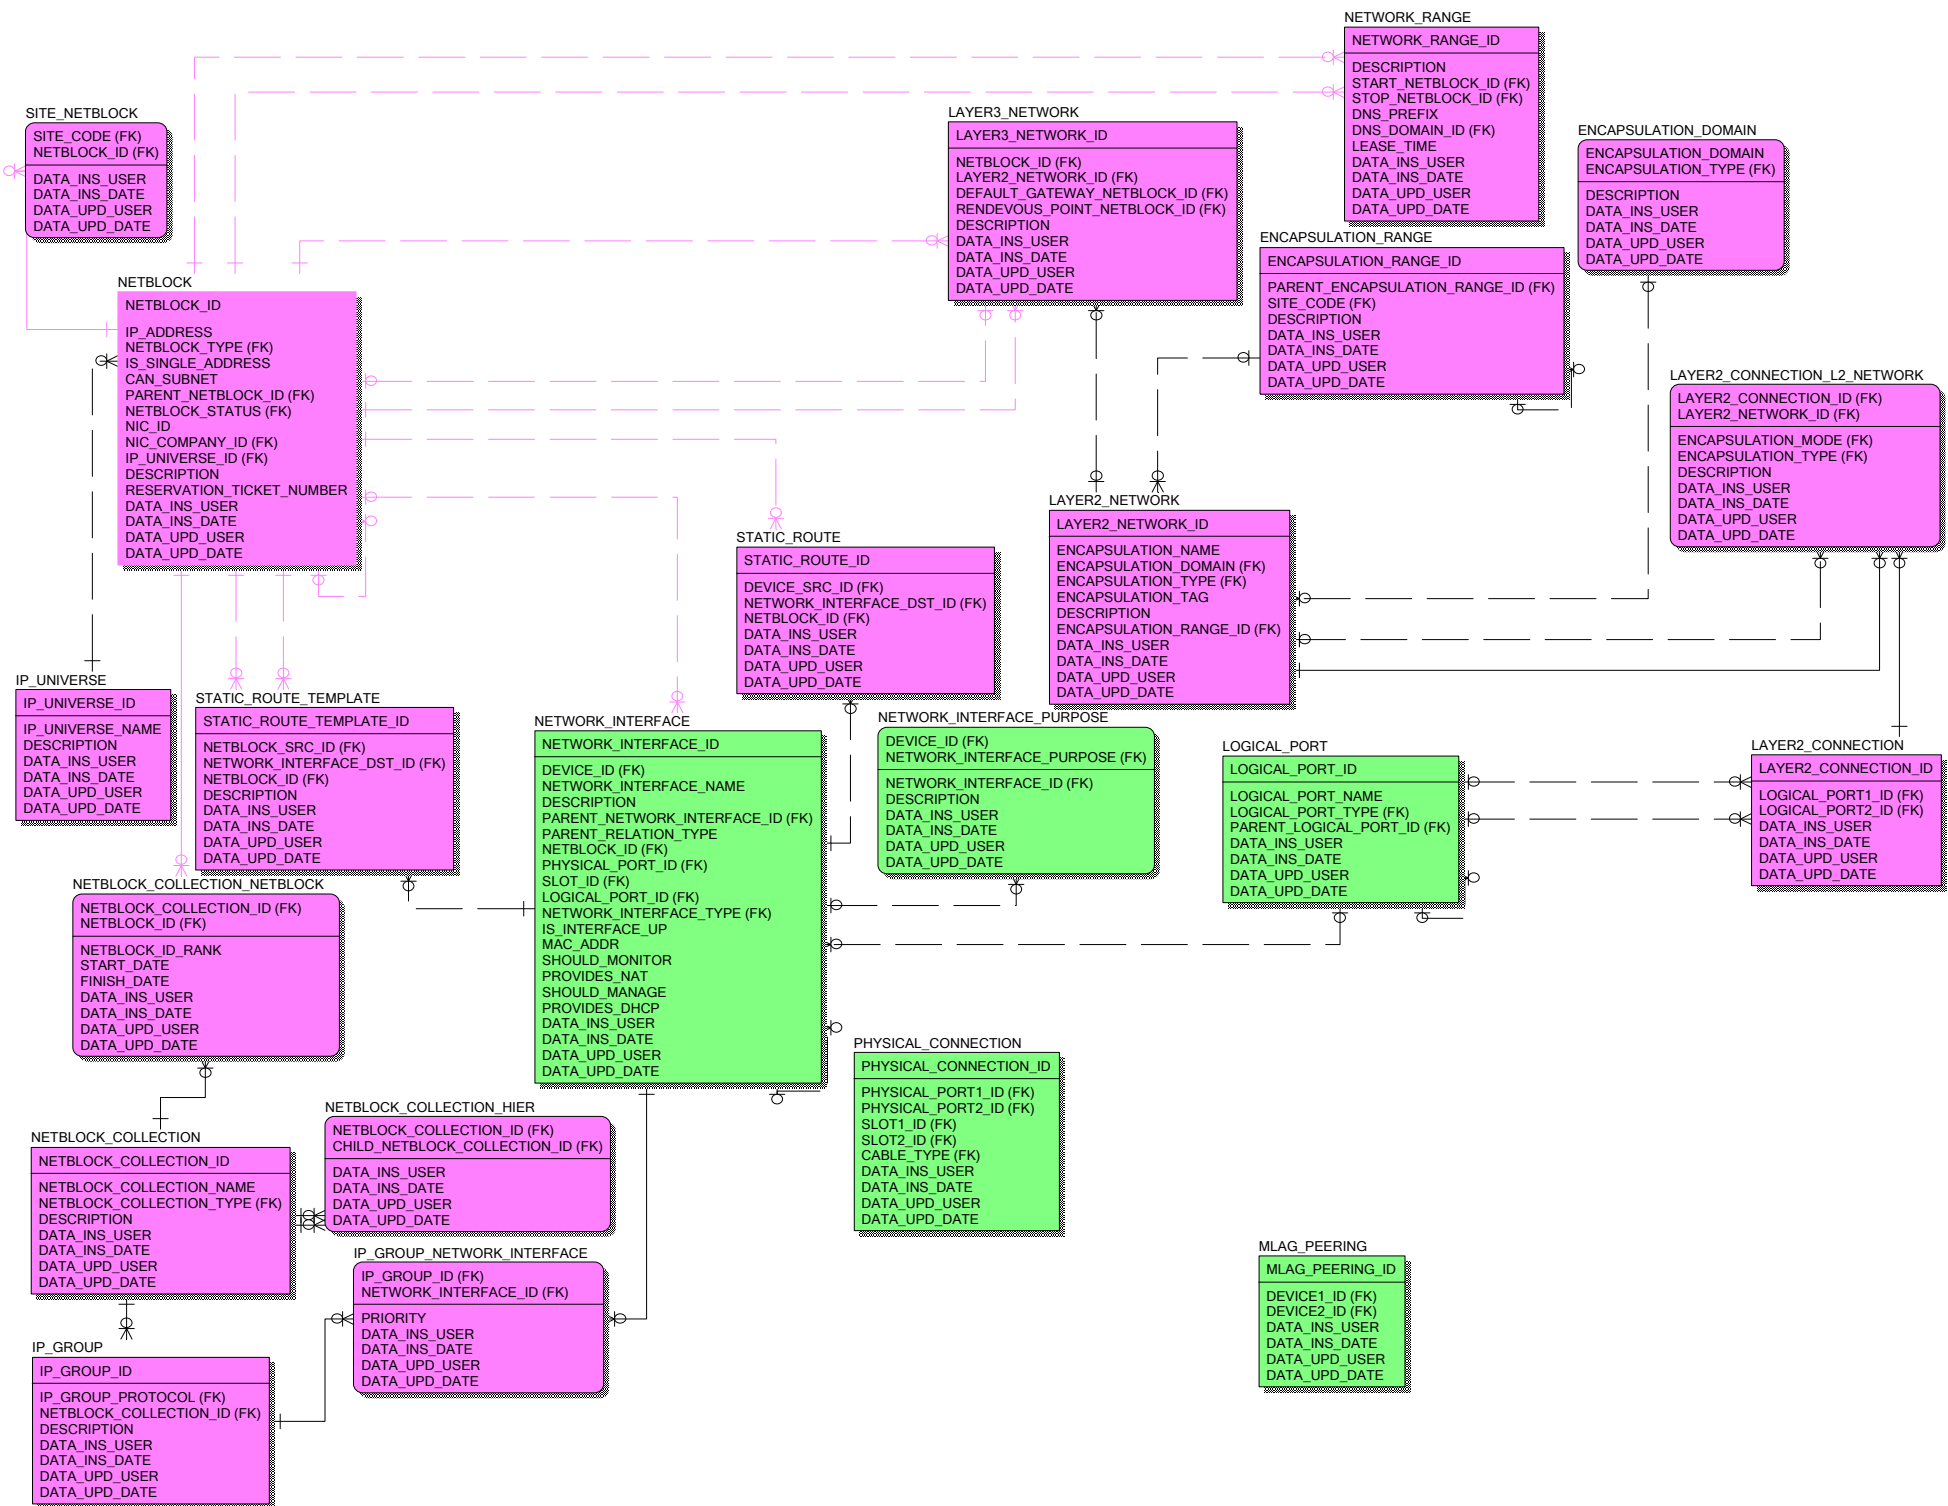 NETWORK_RANGE
NETWORK_RANGE_ID
DESCRIPTION
START_NETBLOCK_ID (FK)
STOP_NETBLOCK_ID (FK)
DNS_PREFIX
DNS_DOMAIN_ID (FK)
LEASE_TIME
DATA_INS_USER
DATA_INS_DATE
DATA_UPD_USER
DATA_UPD_DATE
SITE_NETBLOCK
SITE_CODE (FK)
NETBLOCK_ID (FK)
DATA_INS_USER
DATA_INS_DATE
DATA_UPD_USER
DATA_UPD_DATE
LAYER3_NETWORK
LAYER3_NETWORK_ID
NETBLOCK_ID (FK)
LAYER2_NETWORK_ID (FK)
DEFAULT_GATEWAY_NETBLOCK_ID (FK)
RENDEVOUS_POINT_NETBLOCK_ID (FK)
DESCRIPTION
DATA_INS_USER
DATA_INS_DATE
DATA_UPD_USER
DATA_UPD_DATE
ENCAPSULATION_DOMAIN
ENCAPSULATION_DOMAIN
ENCAPSULATION_TYPE (FK)
DESCRIPTION
DATA_INS_USER
DATA_INS_DATE
DATA_UPD_USER
DATA_UPD_DATE
ENCAPSULATION_RANGE
ENCAPSULATION_RANGE_ID
PARENT_ENCAPSULATION_RANGE_ID (FK)
SITE_CODE (FK)
DESCRIPTION
DATA_INS_USER
DATA_INS_DATE
DATA_UPD_USER
DATA_UPD_DATE
NETBLOCK
NETBLOCK_ID
IP_ADDRESS
NETBLOCK_TYPE (FK)
IS_SINGLE_ADDRESS
CAN_SUBNET
PARENT_NETBLOCK_ID (FK)
NETBLOCK_STATUS (FK)
NIC_ID
NIC_COMPANY_ID (FK)
IP_UNIVERSE_ID (FK)
DESCRIPTION
RESERVATION_TICKET_NUMBER
DATA_INS_USER
DATA_INS_DATE
DATA_UPD_USER
DATA_UPD_DATE
LAYER2_CONNECTION_L2_NETWORK
LAYER2_CONNECTION_ID (FK)
LAYER2_NETWORK_ID (FK)
ENCAPSULATION_MODE (FK)
ENCAPSULATION_TYPE (FK)
DESCRIPTION
DATA_INS_USER
DATA_INS_DATE
DATA_UPD_USER
DATA_UPD_DATE
LAYER2_NETWORK
LAYER2_NETWORK_ID
ENCAPSULATION_NAME
ENCAPSULATION_DOMAIN (FK)
ENCAPSULATION_TYPE (FK)
ENCAPSULATION_TAG
DESCRIPTION
ENCAPSULATION_RANGE_ID (FK)
DATA_INS_USER
DATA_INS_DATE
DATA_UPD_USER
DATA_UPD_DATE
STATIC_ROUTE
STATIC_ROUTE_ID
DEVICE_SRC_ID (FK)
NETWORK_INTERFACE_DST_ID (FK)
NETBLOCK_ID (FK)
DATA_INS_USER
DATA_INS_DATE
DATA_UPD_USER
DATA_UPD_DATE
IP_UNIVERSE
IP_UNIVERSE_ID
IP_UNIVERSE_NAME
DESCRIPTION
DATA_INS_USER
DATA_INS_DATE
DATA_UPD_USER
DATA_UPD_DATE
STATIC_ROUTE_TEMPLATE
STATIC_ROUTE_TEMPLATE_ID
NETBLOCK_SRC_ID (FK)
NETWORK_INTERFACE_DST_ID (FK)
NETBLOCK_ID (FK)
DESCRIPTION
DATA_INS_USER
DATA_INS_DATE
DATA_UPD_USER
DATA_UPD_DATE
NETWORK_INTERFACE
NETWORK_INTERFACE_ID
DEVICE_ID (FK)
NETWORK_INTERFACE_NAME
DESCRIPTION
PARENT_NETWORK_INTERFACE_ID (FK)
PARENT_RELATION_TYPE
NETBLOCK_ID (FK)
PHYSICAL_PORT_ID (FK)
SLOT_ID (FK)
LOGICAL_PORT_ID (FK)
NETWORK_INTERFACE_TYPE (FK)
IS_INTERFACE_UP
MAC_ADDR
SHOULD_MONITOR
PROVIDES_NAT
SHOULD_MANAGE
PROVIDES_DHCP
DATA_INS_USER
DATA_INS_DATE
DATA_UPD_USER
DATA_UPD_DATE
NETWORK_INTERFACE_PURPOSE
DEVICE_ID (FK)
NETWORK_INTERFACE_PURPOSE (FK)
NETWORK_INTERFACE_ID (FK)
DESCRIPTION
DATA_INS_USER
DATA_INS_DATE
DATA_UPD_USER
DATA_UPD_DATE
LOGICAL_PORT
LOGICAL_PORT_ID
LOGICAL_PORT_NAME
LOGICAL_PORT_TYPE (FK)
PARENT_LOGICAL_PORT_ID (FK)
DATA_INS_USER
DATA_INS_DATE
DATA_UPD_USER
DATA_UPD_DATE
LAYER2_CONNECTION
LAYER2_CONNECTION_ID
LOGICAL_PORT1_ID (FK)
LOGICAL_PORT2_ID (FK)
DATA_INS_USER
DATA_INS_DATE
DATA_UPD_USER
DATA_UPD_DATE
NETBLOCK_COLLECTION_NETBLOCK
NETBLOCK_COLLECTION_ID (FK)
NETBLOCK_ID (FK)
NETBLOCK_ID_RANK
START_DATE
FINISH_DATE
DATA_INS_USER
DATA_INS_DATE
DATA_UPD_USER
DATA_UPD_DATE
PHYSICAL_CONNECTION
PHYSICAL_CONNECTION_ID
PHYSICAL_PORT1_ID (FK)
PHYSICAL_PORT2_ID (FK)
SLOT1_ID (FK)
SLOT2_ID (FK)
CABLE_TYPE (FK)
DATA_INS_USER
DATA_INS_DATE
DATA_UPD_USER
DATA_UPD_DATE
NETBLOCK_COLLECTION_HIER
NETBLOCK_COLLECTION_ID (FK)
CHILD_NETBLOCK_COLLECTION_ID (FK)
DATA_INS_USER
DATA_INS_DATE
DATA_UPD_USER
DATA_UPD_DATE
NETBLOCK_COLLECTION
NETBLOCK_COLLECTION_ID
NETBLOCK_COLLECTION_NAME
NETBLOCK_COLLECTION_TYPE (FK)
DESCRIPTION
DATA_INS_USER
DATA_INS_DATE
DATA_UPD_USER
DATA_UPD_DATE
IP_GROUP_NETWORK_INTERFACE
IP_GROUP_ID (FK)
NETWORK_INTERFACE_ID (FK)
PRIORITY
DATA_INS_USER
DATA_INS_DATE
DATA_UPD_USER
DATA_UPD_DATE
MLAG_PEERING
MLAG_PEERING_ID
DEVICE1_ID (FK)
DEVICE2_ID (FK)
DATA_INS_USER
DATA_INS_DATE
DATA_UPD_USER
DATA_UPD_DATE
IP_GROUP
IP_GROUP_ID
IP_GROUP_PROTOCOL (FK)
NETBLOCK_COLLECTION_ID (FK)
DESCRIPTION
DATA_INS_USER
DATA_INS_DATE
DATA_UPD_USER
DATA_UPD_DATE